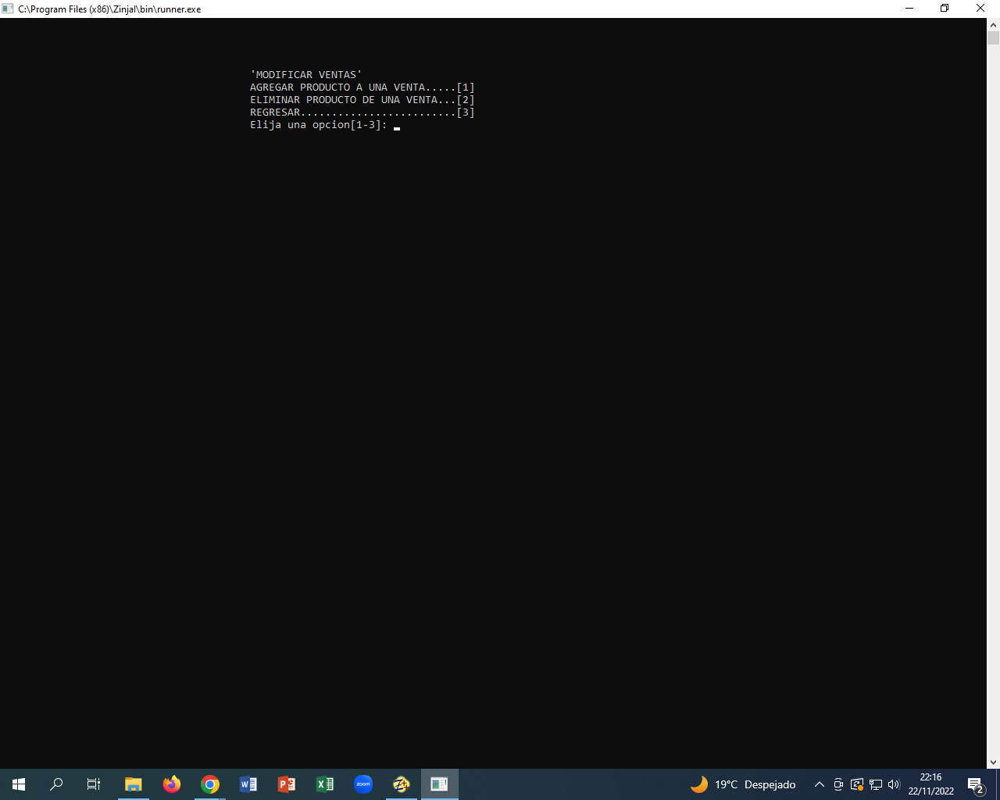 C:\Program Files (x86)\Zinjal\bin\runner.exe
'MODIFICAR VENTAS'
AGREGAR PRODUCTO A UNA VENTA.....[1]
ELIMINAR PRODUCTO DE UNA VENTA...[2]
REGRESAR.........................[3]
Elija una opcion[1-3]:
zoom
19°C Despejado
22:16
22/11/2022
2